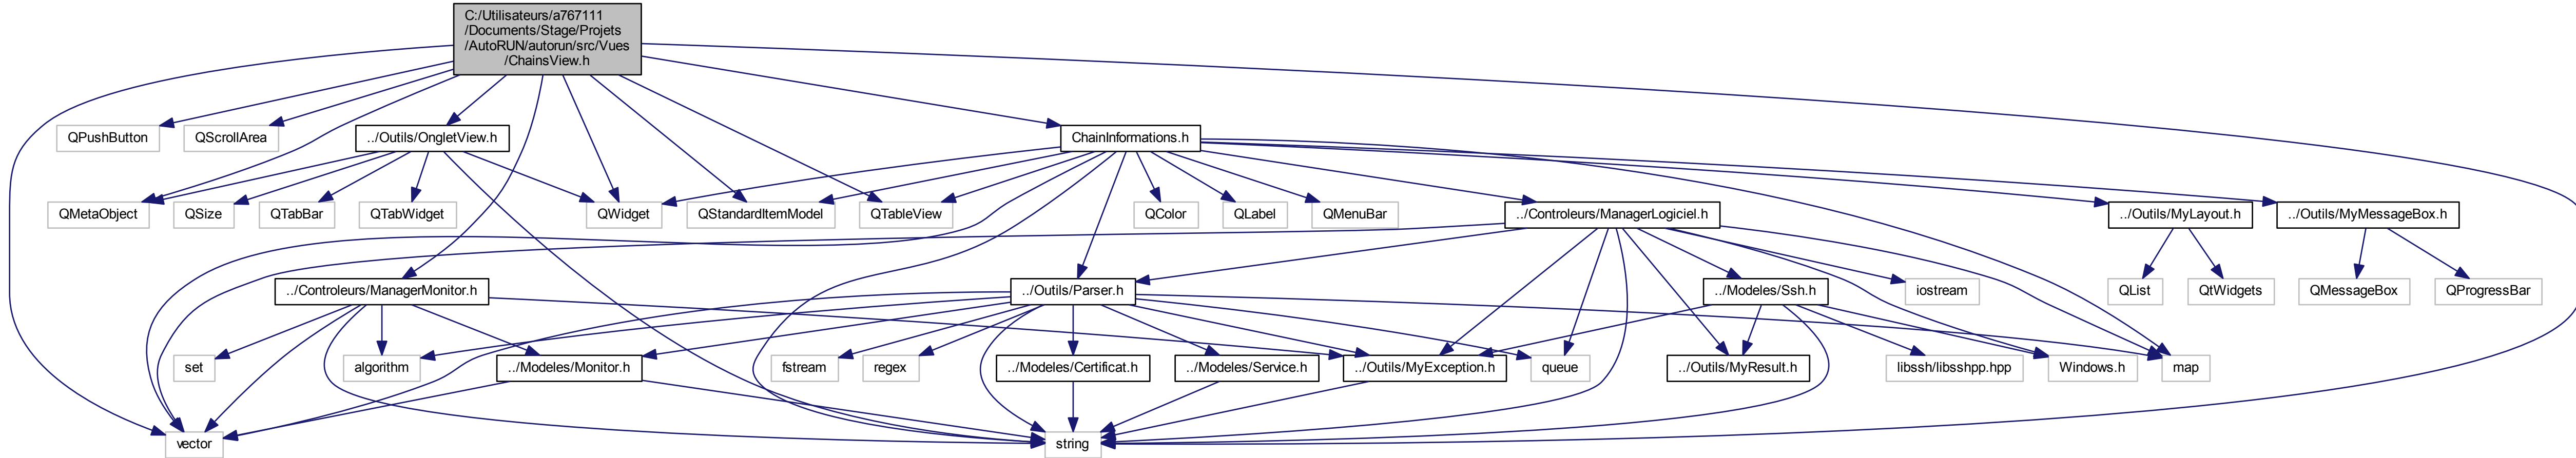 C:/Utilisateurs/a767111
/Documents/Stage/Projets
/AutoRUN/autorun/src/Vues
/ChainsView.h
QPushButton
QScrollArea
../Outils/OngletView.h
ChainInformations.h
QMetaObject
QSize
QTabBar
QTabWidget
QWidget
QStandardItemModel
QTableView
QColor
QLabel
QMenuBar
../Controleurs/ManagerLogiciel.h
../Outils/MyLayout.h
../Outils/MyMessageBox.h
../Controleurs/ManagerMonitor.h
../Outils/Parser.h
../Modeles/Ssh.h
iostream
QList
QtWidgets
QMessageBox
QProgressBar
set
algorithm
../Modeles/Monitor.h
fstream
regex
../Modeles/Certificat.h
../Modeles/Service.h
../Outils/MyException.h
queue
../Outils/MyResult.h
libssh/libsshpp.hpp
Windows.h
map
vector
string